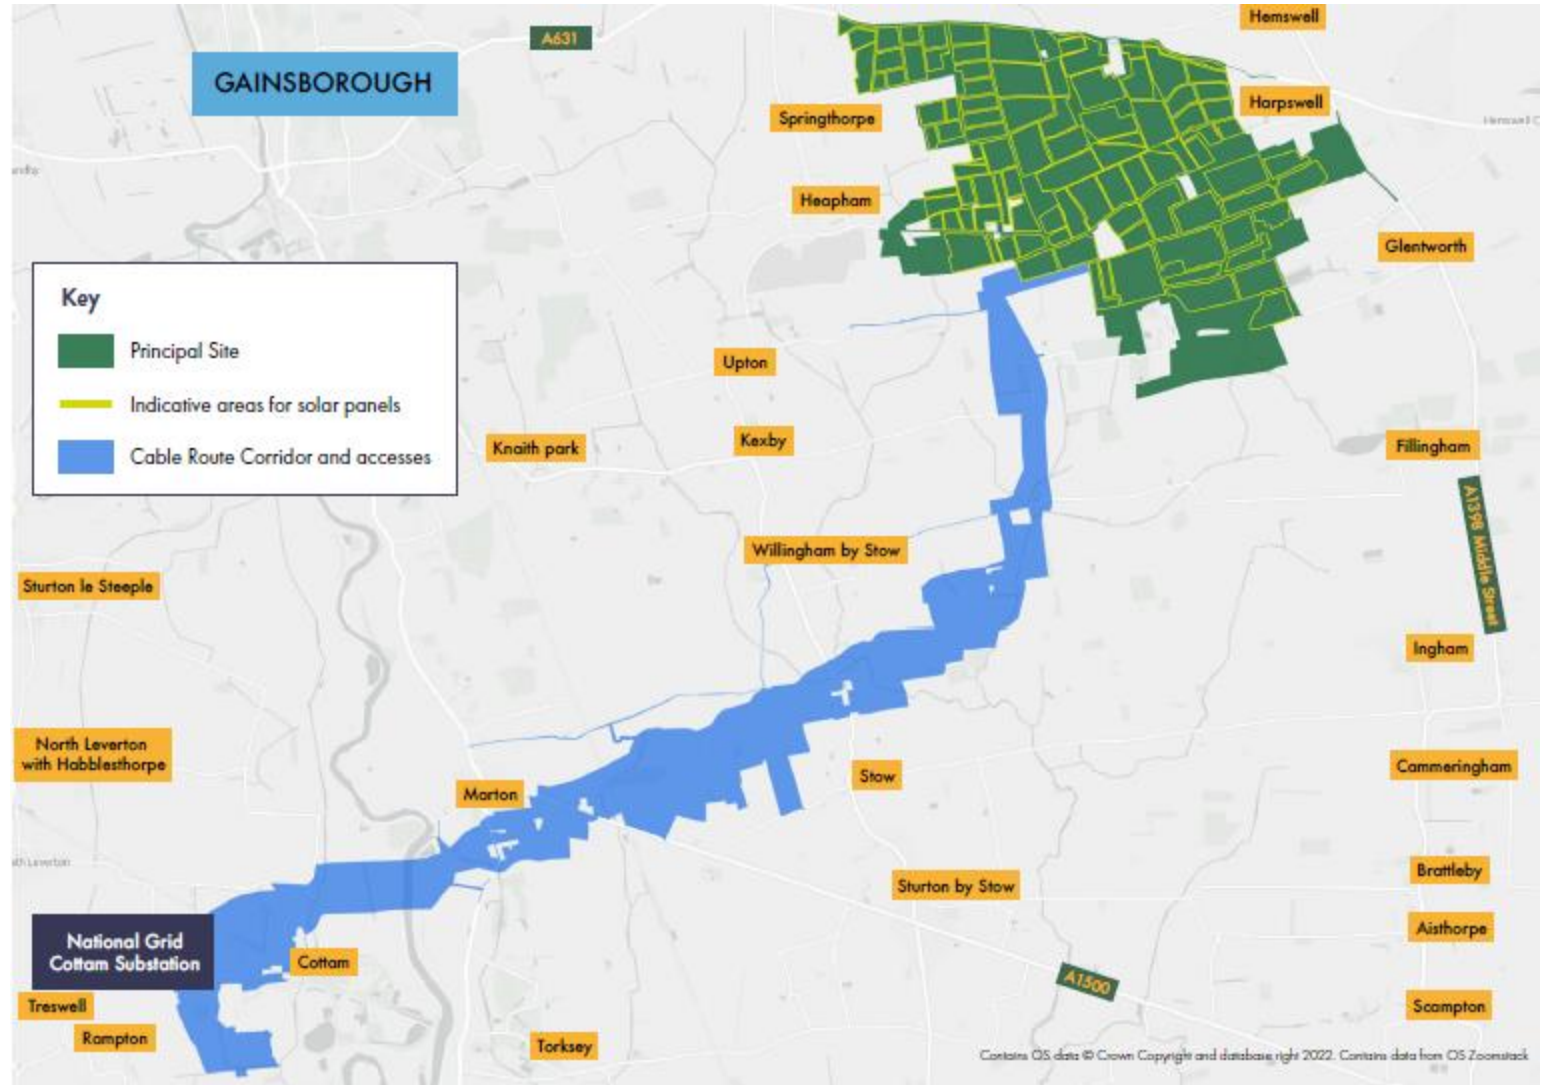 Hemswell
A631
GAINSBOROUGH
Harpswell
Springthorpe
Heapham
Glentworth
Key
Principal Site
Indicative areas for solar panels
Cable Route Corridor and accesses
Upton
Kexby
Knaith park
Fillingham
A1398 Middle Street
Willingham by Stow
Sturton le Steeple
Ingham
North Leverton
with Habblesthorpe
Cammeringham
Stow
Marton
Brattleby
Sturton by Stow
Aisthorpe
National Grid
Cottam Substation
Cottam
A1500
Treswell
Scampton
Rampton
Torksey
Contains OS data © Crown Copyright and database right 2022. Contains data from OS Zoomstack